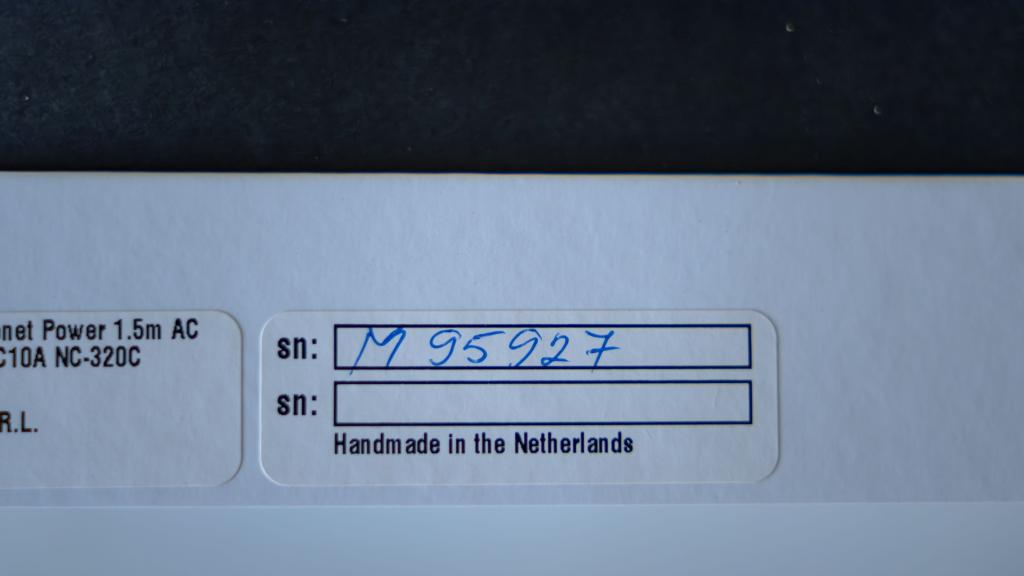 net Power 1.5m AC
C10A NC-320C
R.L.
sn: M 95927
sn:
Handmade in the Netherlands